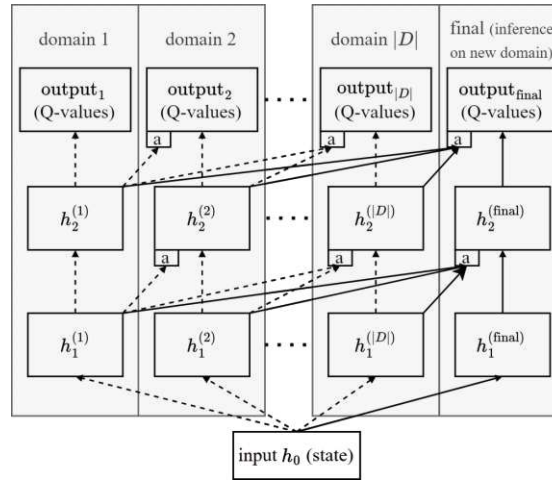 domain 1
domain 2
domain |D|
final (inference
on new domain)
output₁
(Q-values)
output₂
(Q-values)
....
output|D|
(Q-values)
output_final
(Q-values)
a
a
a
h₂^(1)
h₂^(2)
....
h₂^(|D|)
h₂^(final)
a
a
a
h₁^(1)
h₁^(2)
....
h₁^(|D|)
h₁^(final)
input h₀ (state)